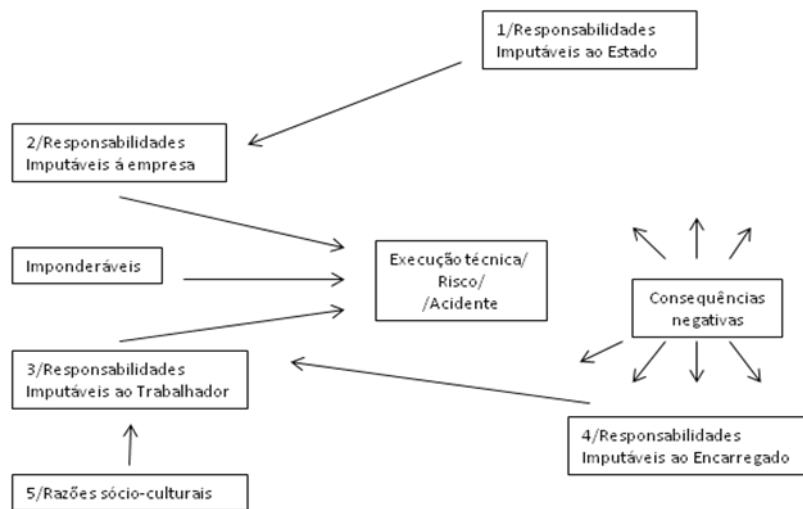 1/Responsabilidades
Imputáveis ao Estado
2/Responsabilidades
Imputáveis á empresa
Imponderáveis
Execução técnica/
Risco/
/Acidente
Consequências
negativas
3/Responsabilidades
Imputáveis ao Trabalhador
4/Responsabilidades
Imputáveis ao Encarregado
5/Razões sócio-culturais